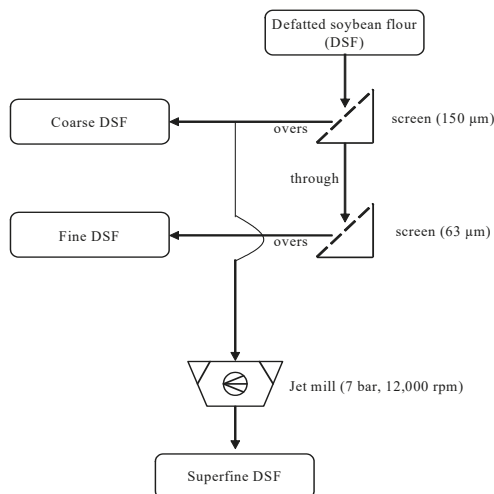 Defatted soybean flour
(DSF)
Coarse DSF
overs
screen (150 μm)
through
Fine DSF
overs
screen (63 μm)
Jet mill (7 bar, 12,000 rpm)
Superfine DSF